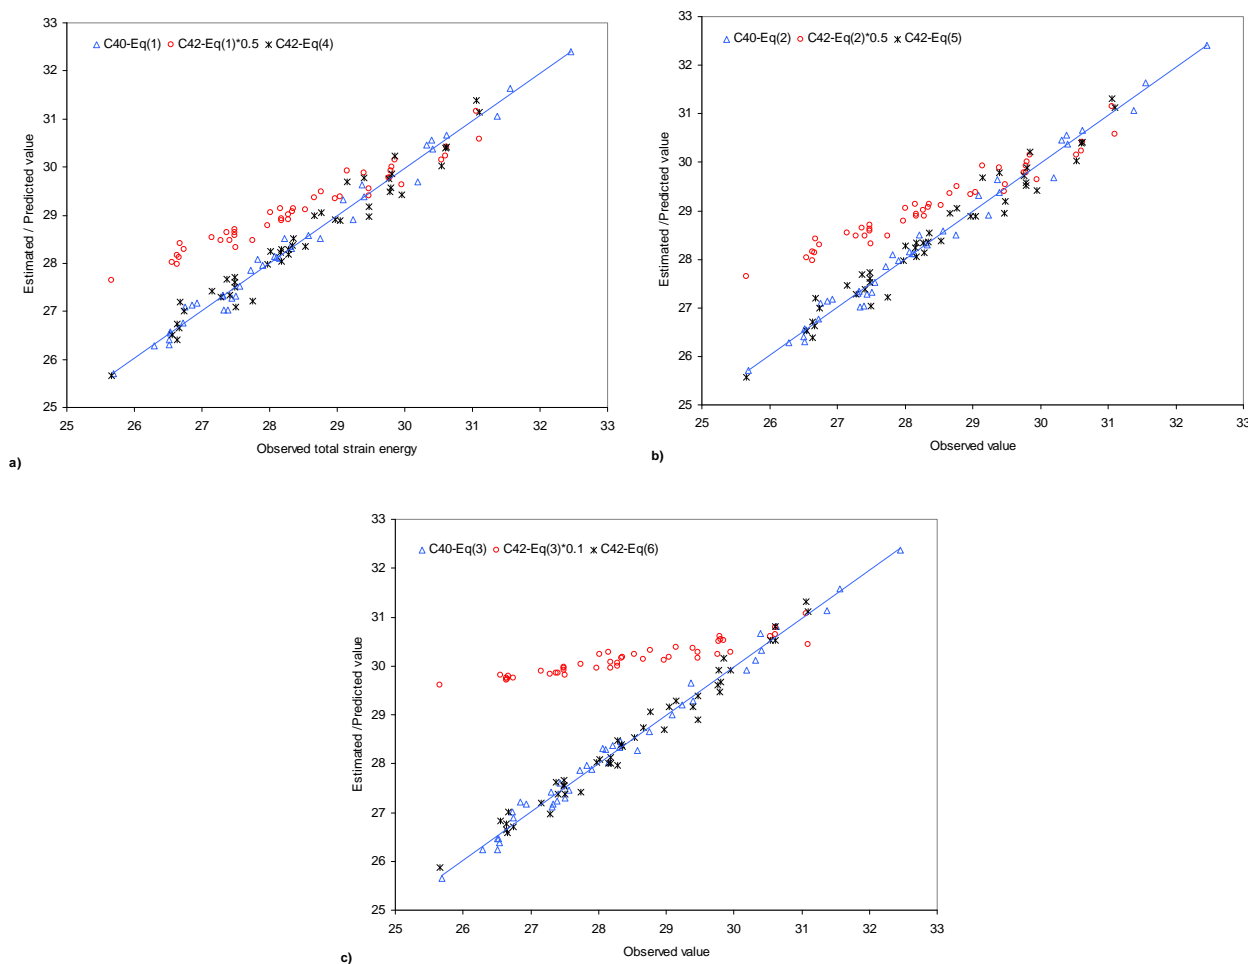 33
32
31
30
29
28
27
26
25
Estimated / Predicted value
C40-Eq(1) C42-Eq(1)*0.5 C42-Eq(4)
25 26 27 28 29 30 31 32 33
Observed total strain energy
a)
33
32
31
30
29
28
27
26
25
Estimated /Predicted value
C40-Eq(2) C42-Eq(2)*0.5 C42-Eq(5)
25 26 27 28 29 30 31 32 33
Observed value
b)
33
32
31
30
29
28
27
26
25
Estimated /Predicted value
C40-Eq(3) C42-Eq(3)*0.1 C42-Eq(6)
25 26 27 28 29 30 31 32 33
Observed value
c)